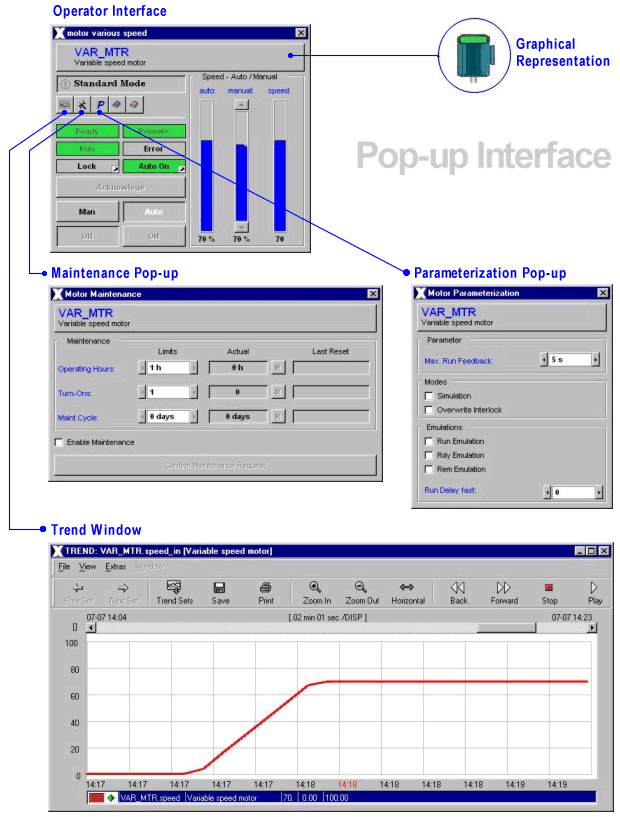 Operator Interface
motor various speed
VAR_MTR
Variable speed motor
Graphical
Representation
Standard Mode
Speed - Auto / Manual
auto: manual: speed:
P
Ready Remote
Run Error
Lock Auto On
Acknowlege
Man Auto
Off Off
70 % 70 % 70
Pop-up Interface
Maintenance Pop-up
Motor Maintenance
VAR_MTR
Variable speed motor
Maintenance
Limits Actual Last Reset
Operating Hours: 1 h 0 h R
Turn-Ons: 1 0 R
Maint Cycle: 0 days 0 days R
Enable Maintenance
Confirm Maintenance Request
Parameterization Pop-up
Motor Parameterization
VAR_MTR
Variable speed motor
Parameter
Max. Run Feedback: 5 s
Modes
Simulation
Overwrite Interlock
Emulations
Run Emulation
Rdy Emulation
Rem Emulation
Run Delay fast: 0
Trend Window
TREND: VAR_MTR.speed_in [Variable speed motor]
File View Extras Window
Prev Set Next Set Trend Sets Save Print Zoom In Zoom Out Horizontal Back Forward Stop Play
07-07 14:04 [ 02 min 01 sec /DISP ] 07-07 14:23
100
80
60
40
20
0
14:17 14:17 14:17 14:17 14:17 14:18 14:18 14:18 14:18 14:18 14:19
VAR_MTR.speed Variable speed motor 70. 0.00 100.00